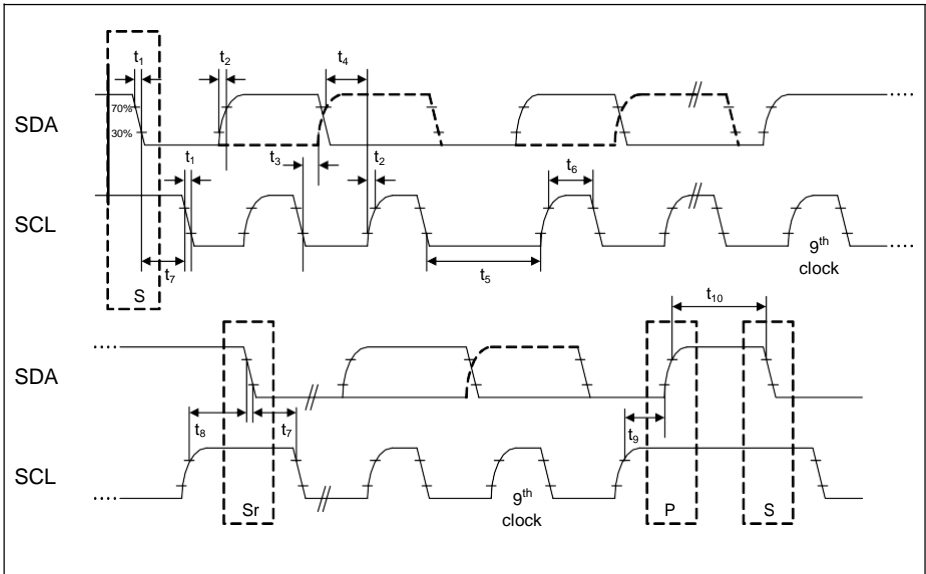 t1 t2 t4
70%
SDA
30%
t1 t3 t2 t6
SCL
9th
clock
t7 t5
S
t10
SDA
t8 t7 t9
SCL
9th
clock
Sr P S